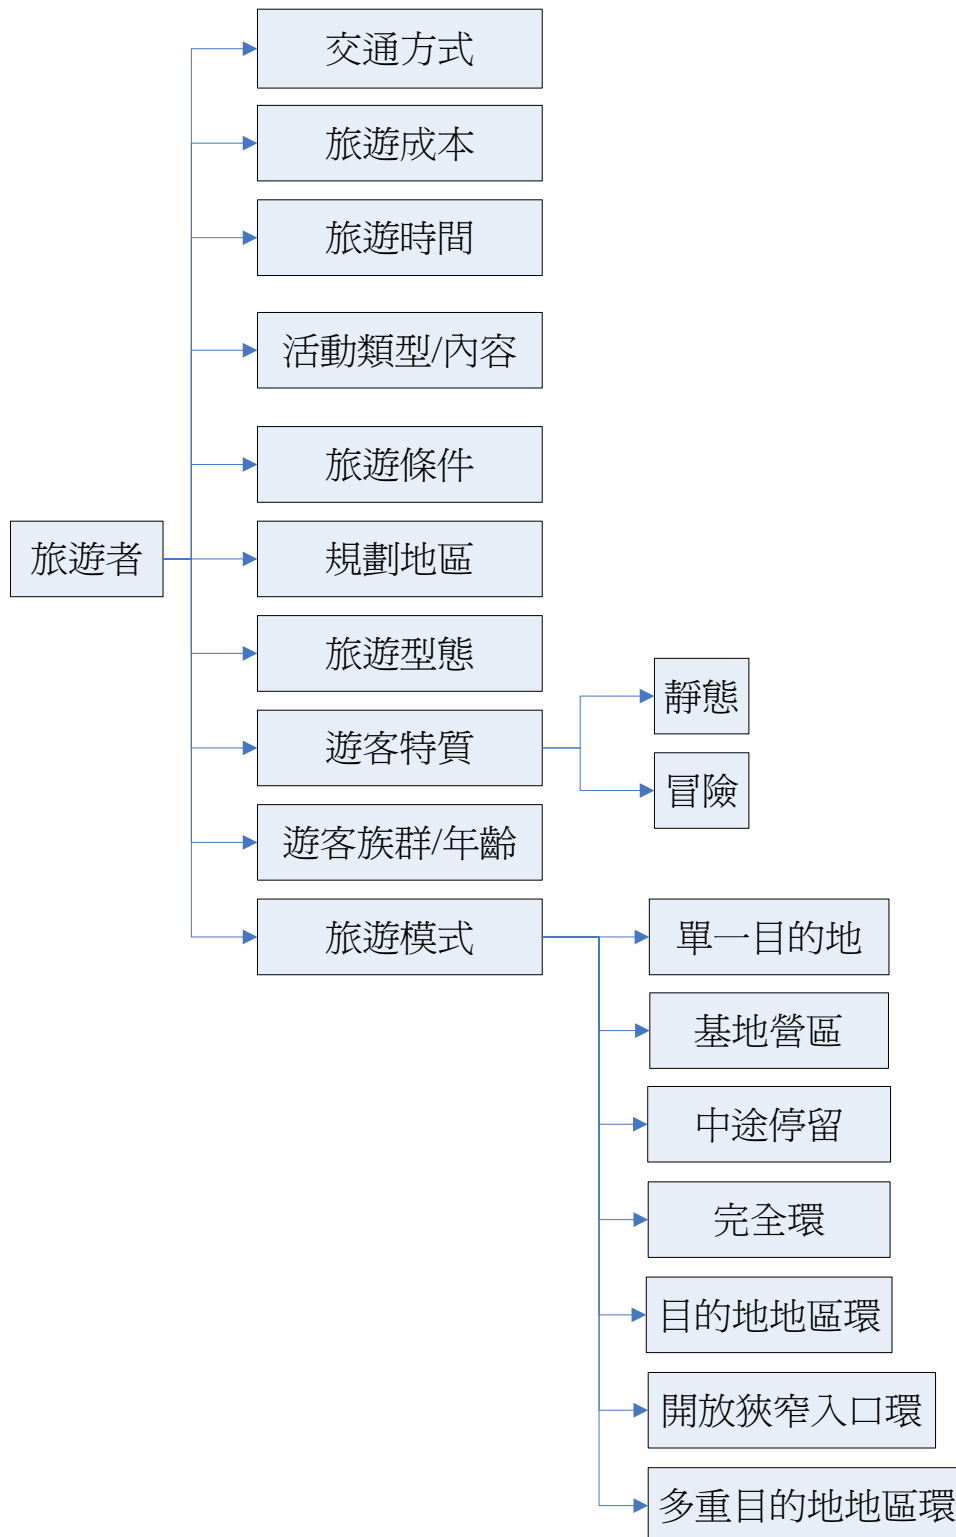 交通方式
旅遊成本
旅遊時間
活動類型/內容
旅遊條件
旅遊者
規劃地區
旅遊型態
遊客特質
靜態
冒險
遊客族群/年齡
旅遊模式
單一目的地
基地營區
中途停留
完全環
目的地地區環
開放狹窄入口環
多重目的地地區環